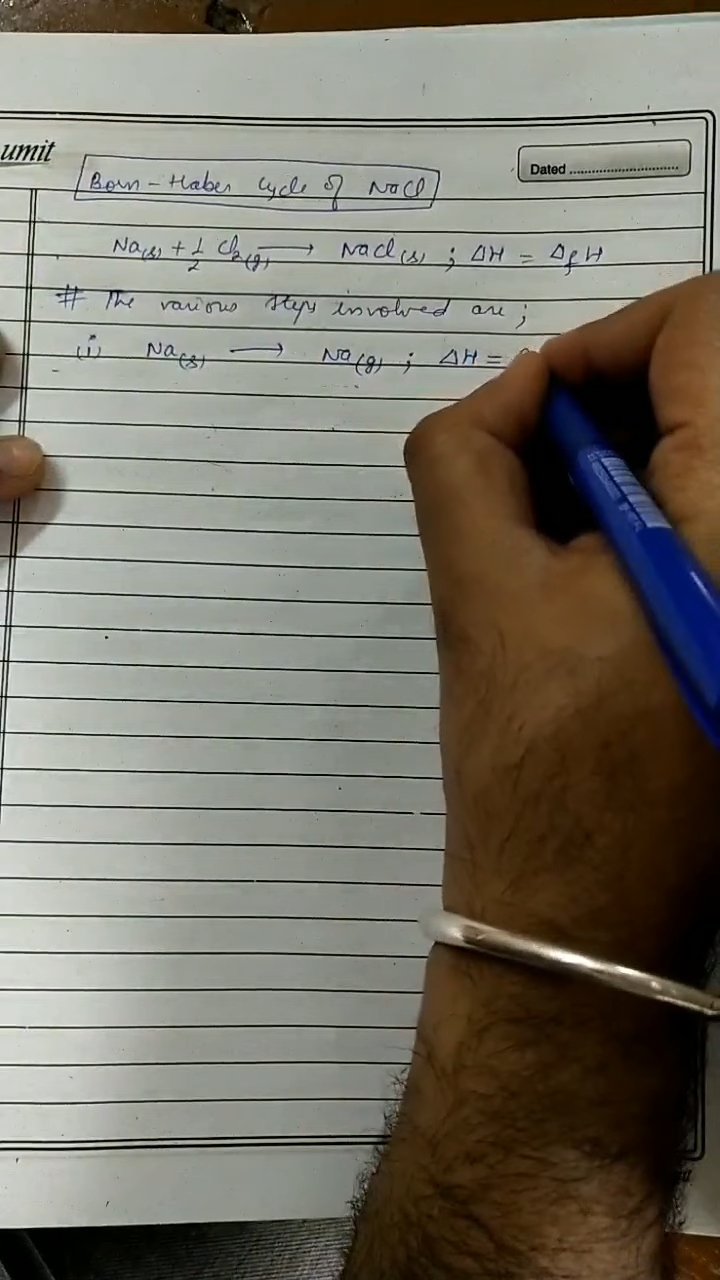 umit
Dated
Born-Haber Cycle of NaCl
Na(s) + 1/2 Cl2(g) ⟶ NaCl(s) ; ΔH = ΔfH
# The various steps involved are;
(i) Na(s) ⟶ Na(g) ; ΔH =